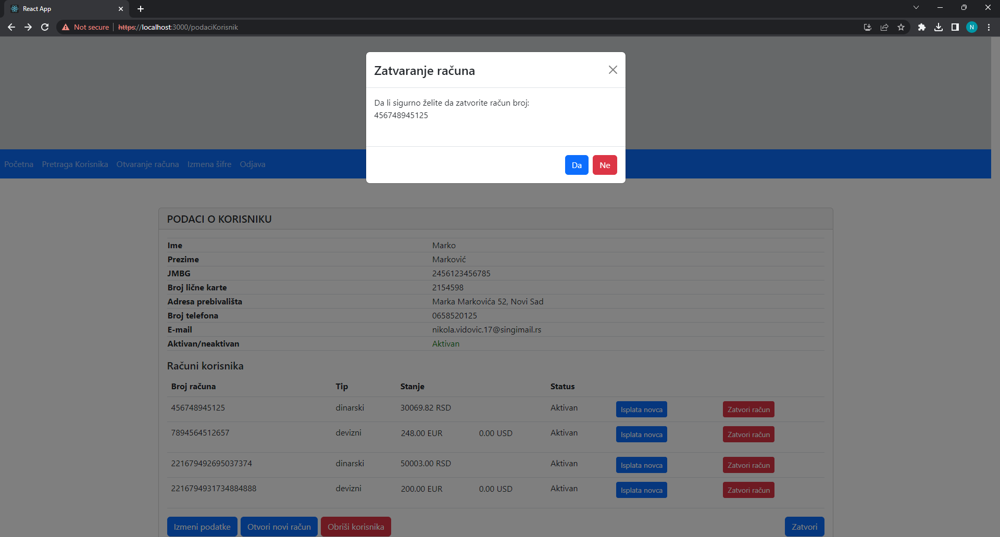 React App
Not secure https://localhost:3000/podaciKorisnik
N
Zatvaranje računa
Da li sigurno želite da zatvorite račun broj:
456748945125
Da Ne
Početna Pretraga Korisnika Otvaranje računa Izmena šifre Odjava
PODACI O KORISNIKU
Ime Marko
Prezime Marković
JMBG 2456123456785
Broj lične karte 2154598
Adresa prebivališta Marka Markovića 52, Novi Sad
Broj telefona 0658520125
E-mail nikola.vidovic.17@singimail.rs
Aktivan/neaktivan Aktivan
Računi korisnika
Broj računa Tip Stanje Status
456748945125 dinarski 30069.82 RSD Aktivan Isplata novca Zatvori račun
7894564512657 devizni 248.00 EUR 0.00 USD Aktivan Isplata novca Zatvori račun
221679492695037374 dinarski 50003.00 RSD Aktivan Isplata novca Zatvori račun
2216794931734884888 devizni 200.00 EUR 0.00 USD Aktivan Isplata novca Zatvori račun
Izmeni podatke Otvori novi račun Obriši korisnika Zatvori